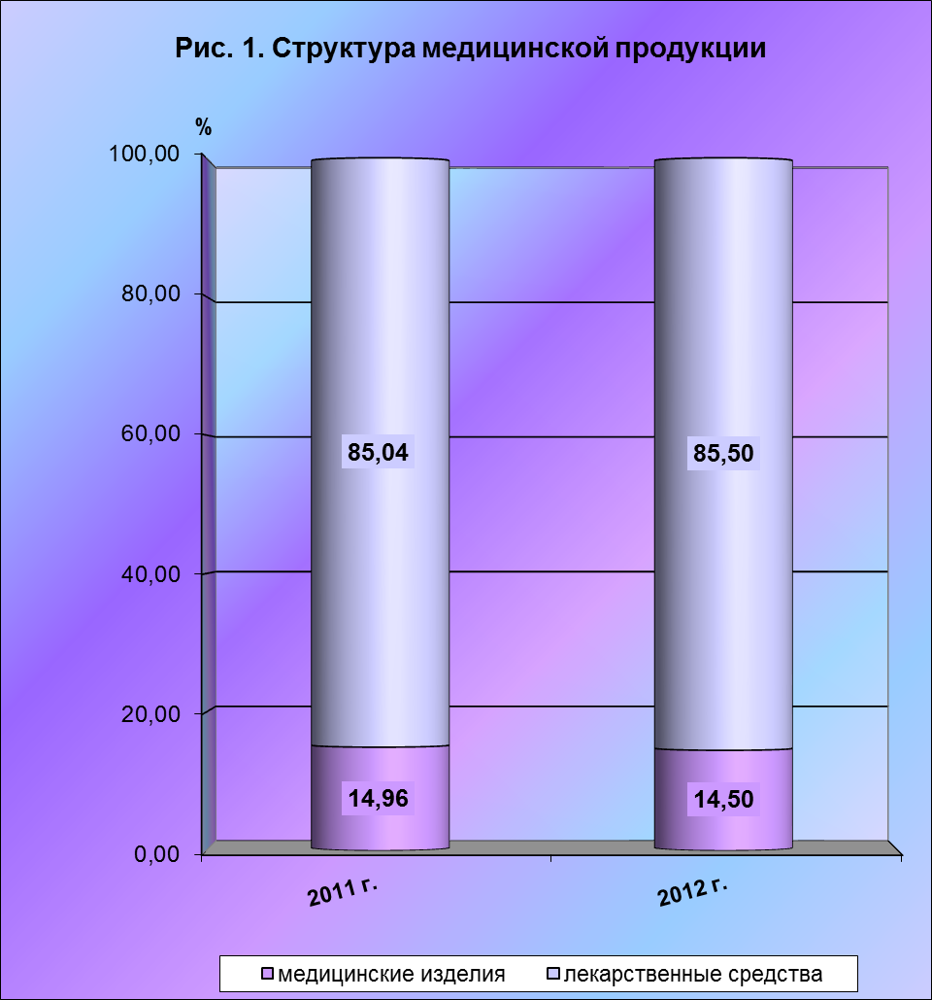 Рис. 1. Структура медицинской продукции
%
100,00
80,00
60,00
85,04
85,50
40,00
20,00
14,96
14,50
0,00
2011 г.
2012 г.
медицинские изделия
лекарственные средства